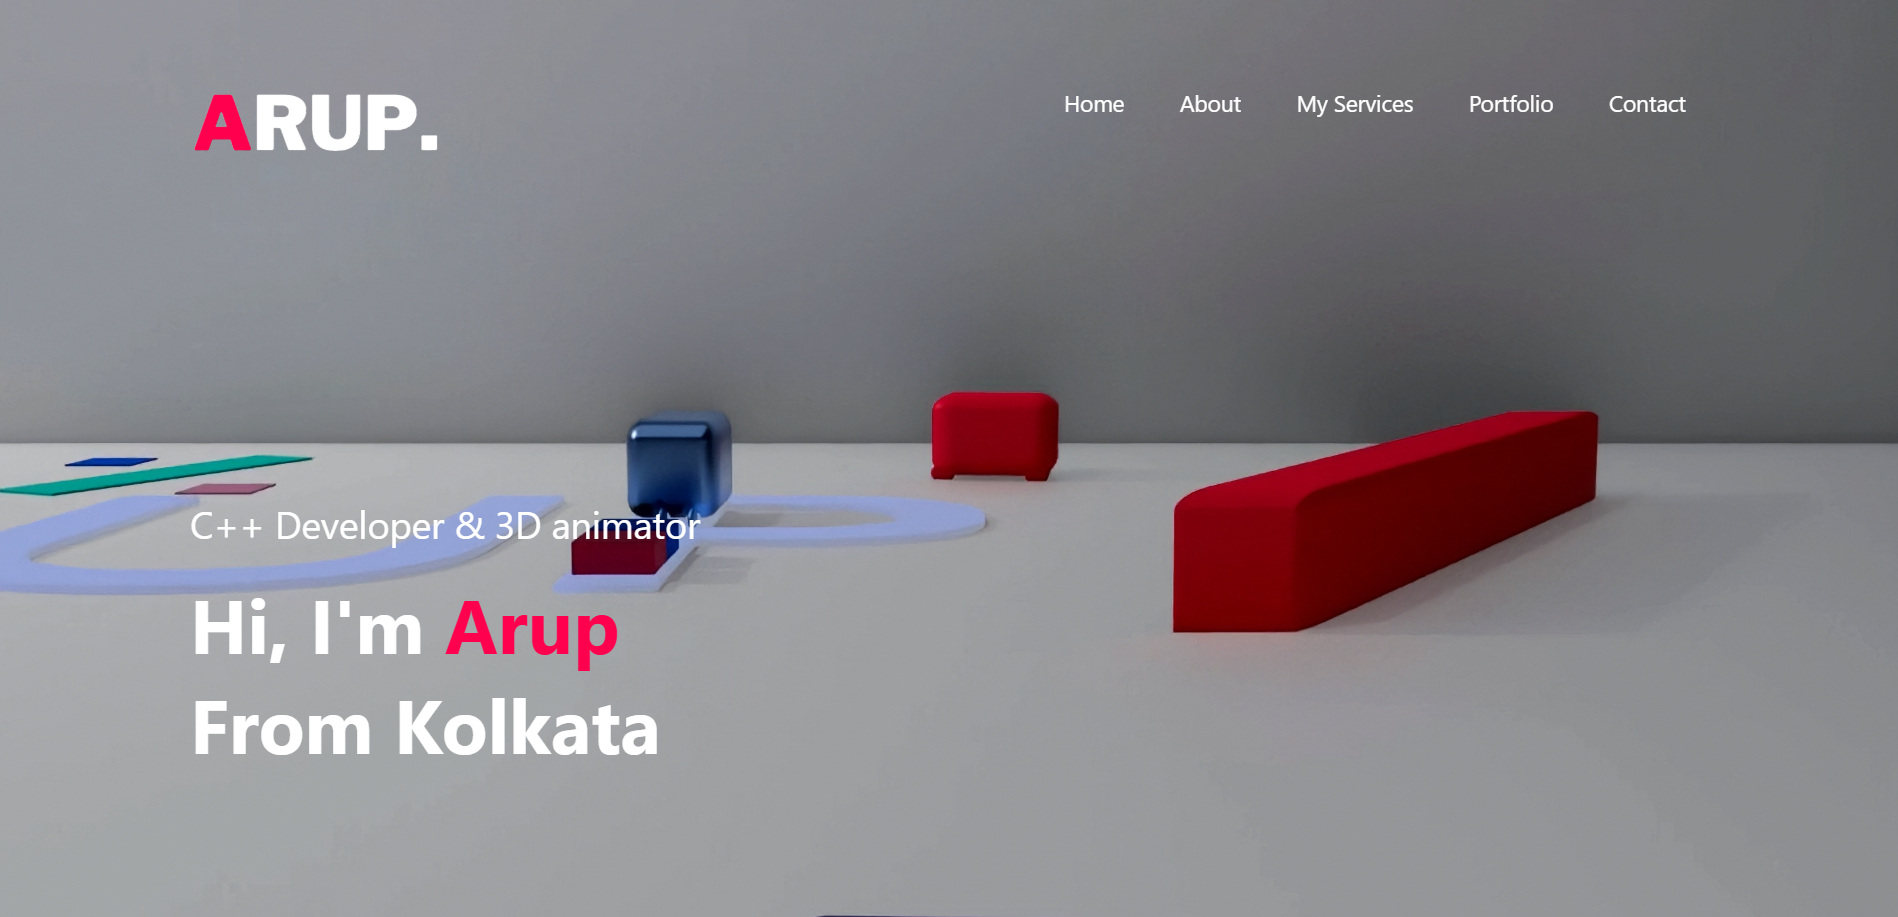 ARUP.
Home About My Services Portfolio Contact
C++ Developer & 3D animator
Hi, I'm Arup
From Kolkata